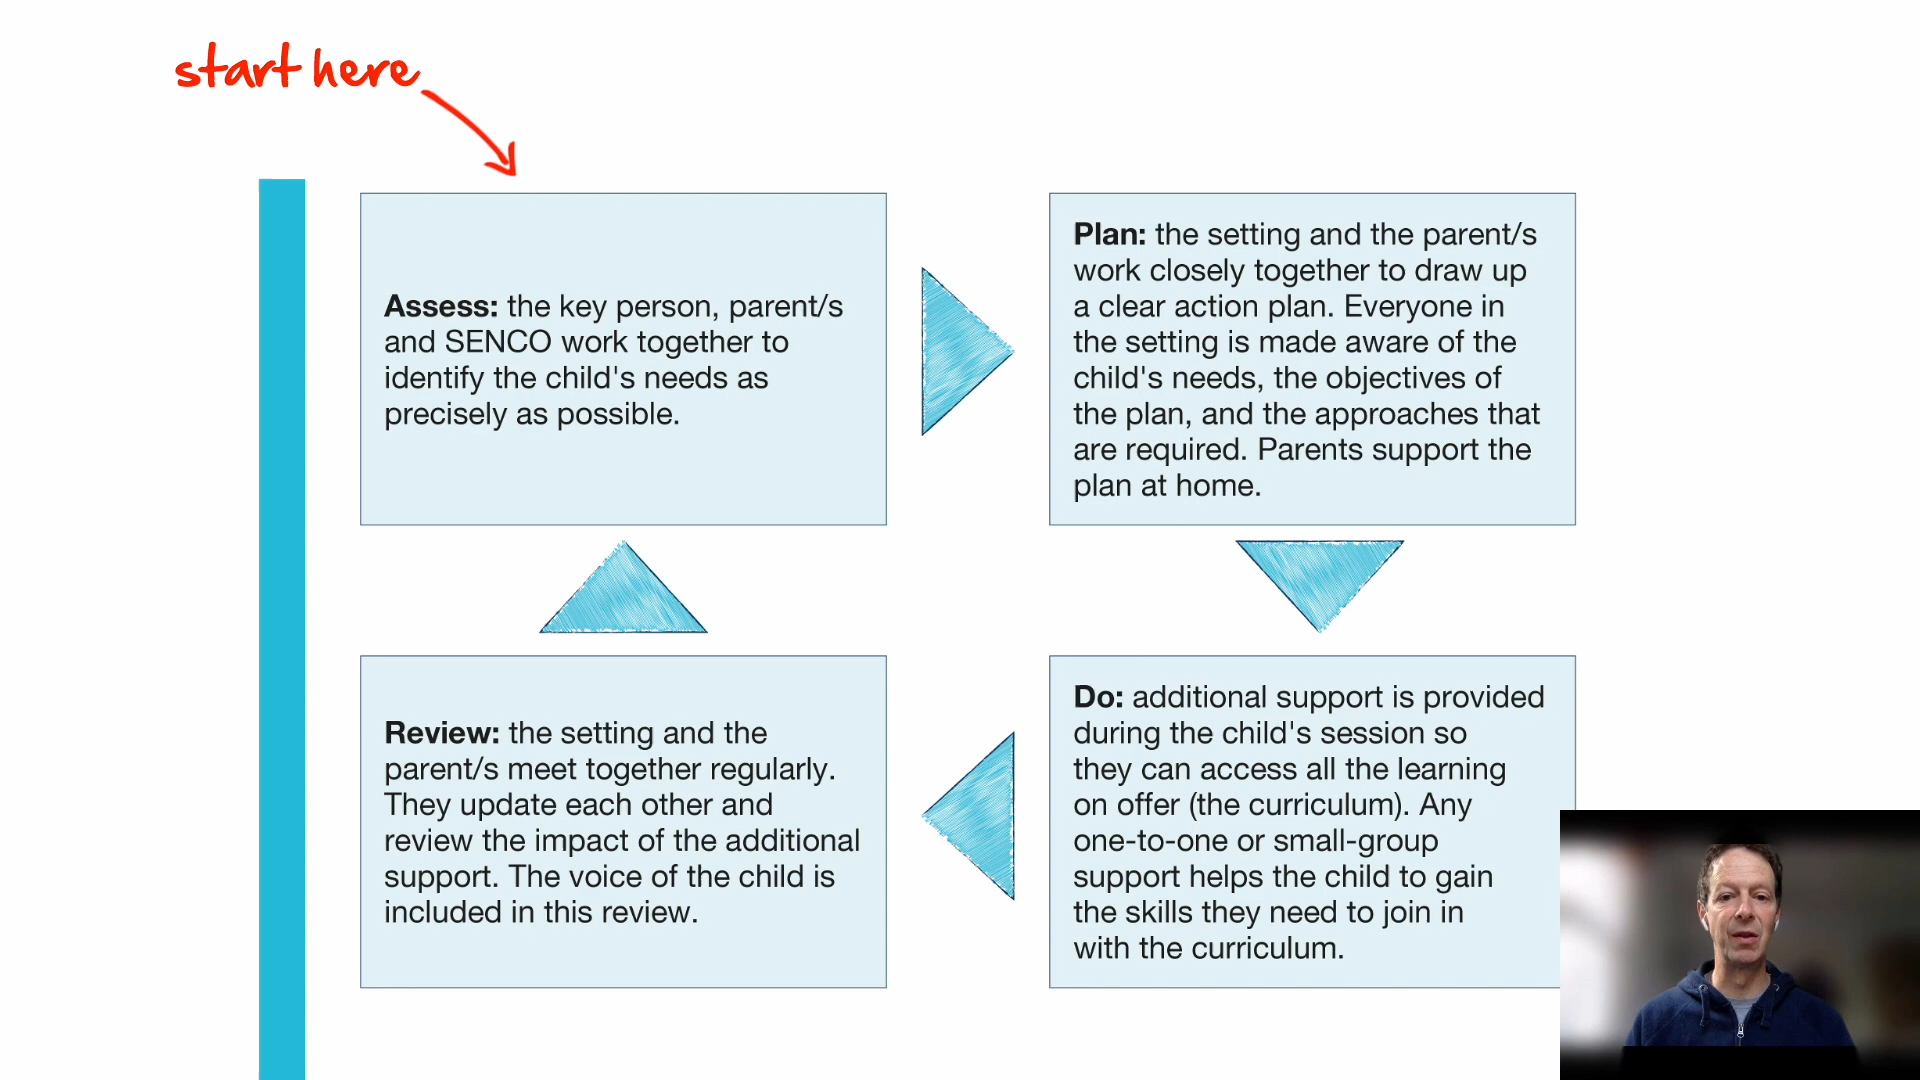 start here
Assess: the key person, parent/s
and SENCO work together to
identify the child's needs as
precisely as possible.
Plan: the setting and the parent/s
work closely together to draw up
a clear action plan. Everyone in
the setting is made aware of the
child's needs, the objectives of
the plan, and the approaches that
are required. Parents support the
plan at home.
Do: additional support is provided
during the child's session so
they can access all the learning
on offer (the curriculum). Any
one-to-one or small-group
support helps the child to gain
the skills they need to join in
with the curriculum.
Review: the setting and the
parent/s meet together regularly.
They update each other and
review the impact of the additional
support. The voice of the child is
included in this review.